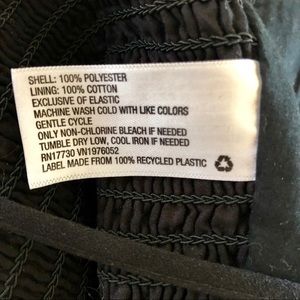 SHELL: 100% POLYESTER
LINING: 100% COTTON
EXCLUSIVE OF ELASTIC
MACHINE WASH COLD WITH LIKE COLORS
GENTLE CYCLE
ONLY NON-CHLORINE BLEACH IF NEEDED
TUMBLE DRY LOW, COOL IRON IF NEEDED
RN17730 VN1976052
LABEL MADE FROM 100% RECYCLED PLASTIC